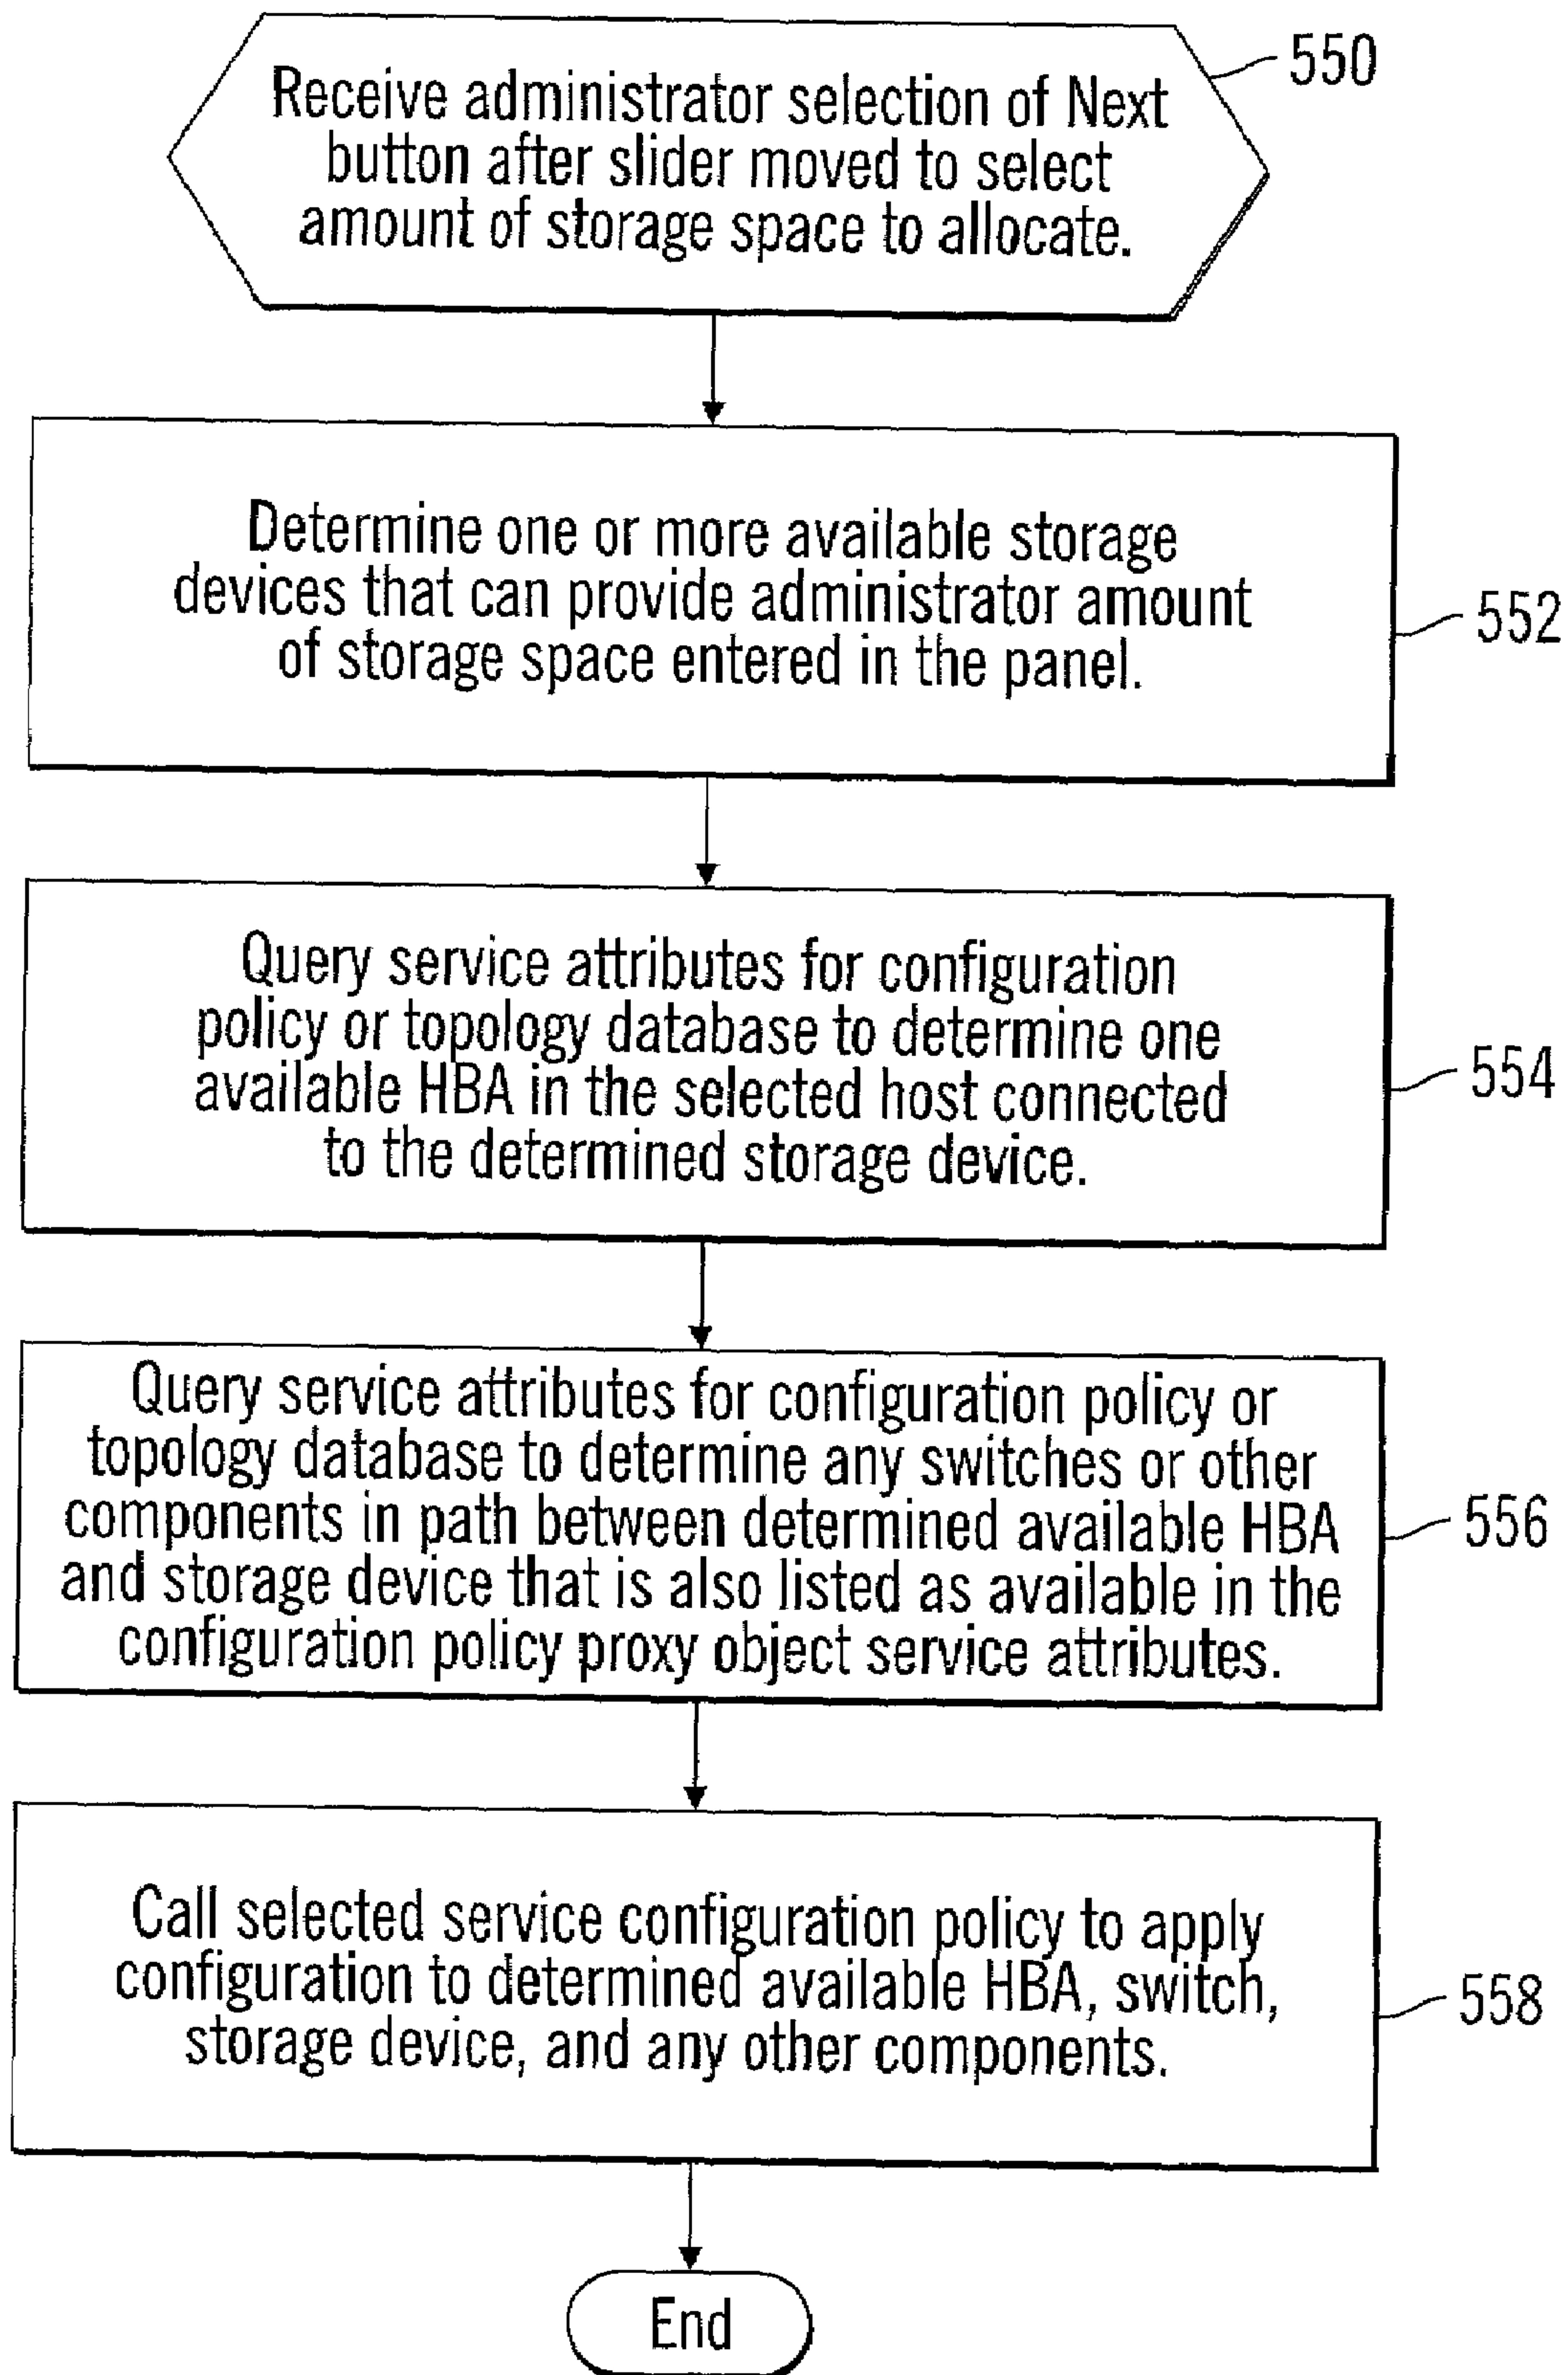 Receive administrator selection of Next
button after slider moved to select
amount of storage space to allocate.
550
Determine one or more available storage
devices that can provide administrator amount
of storage space entered in the panel.
552
Query service attributes for configuration
policy or topology database to determine one
available HBA in the selected host connected
to the determined storage device.
554
Query service attributes for configuration policy or
topology database to determine any switches or other
components in path between determined available HBA
and storage device that is also listed as available in the
configuration policy proxy object service attributes.
556
Call selected service configuration policy to apply
configuration to determined available HBA, switch,
storage device, and any other components.
558
End